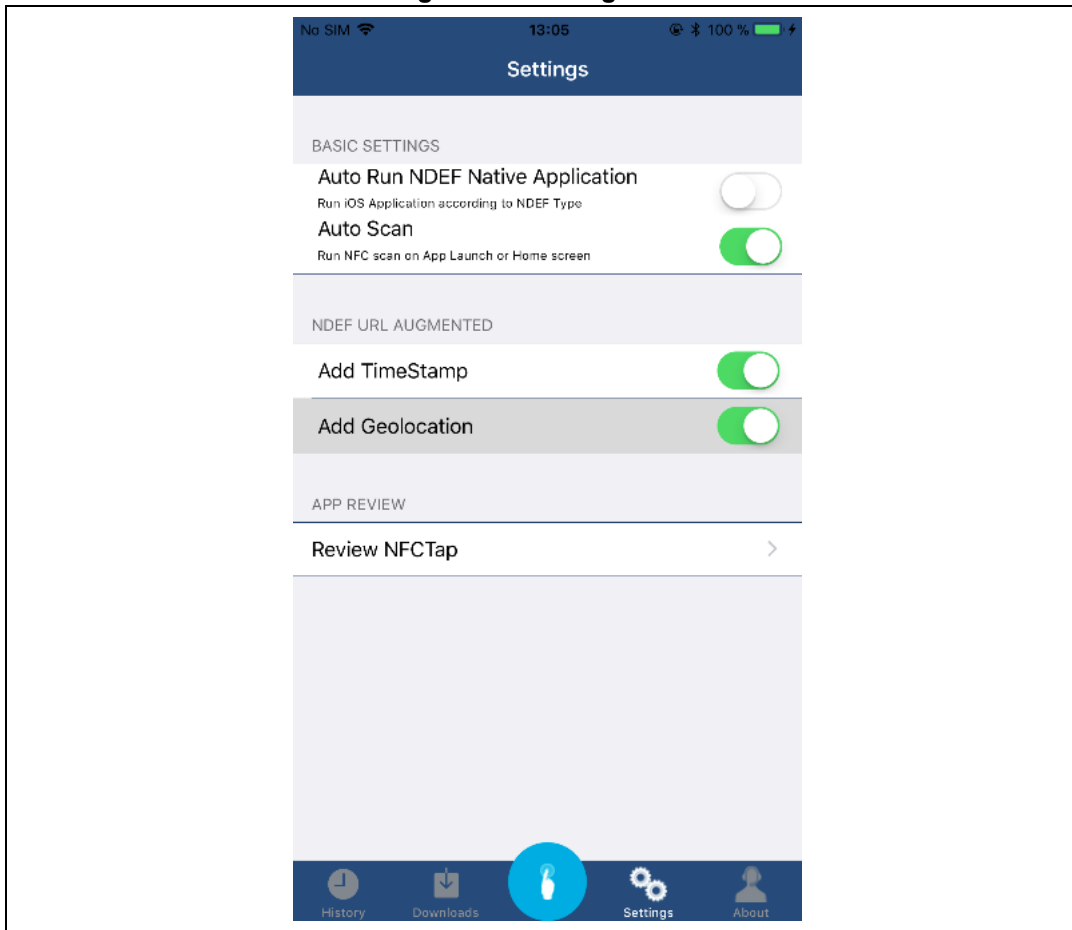 No SIM 13:05 100 %
Settings
BASIC SETTINGS
Auto Run NDEF Native Application
Run iOS Application according to NDEF Type
Auto Scan
Run NFC scan on App Launch or Home screen
NDEF URL AUGMENTED
Add TimeStamp
Add Geolocation
APP REVIEW
Review NFCTap
History Downloads Settings About